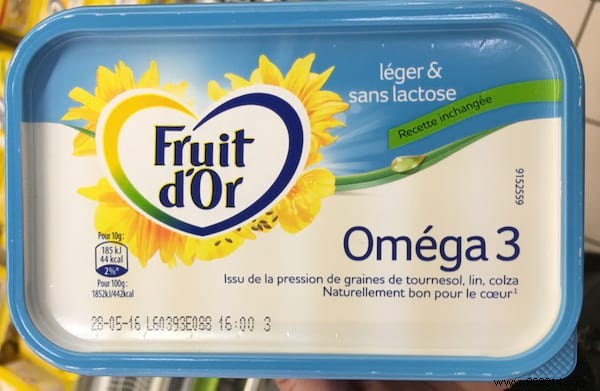 léger &
sans lactose
Recette inchangée
Fruit
d'Or
9152559
Oméga 3
Issu de la pression de graines de tournesol, lin, colza
Naturellement bon pour le cœur¹
Pour 10g:
185 kJ
44 kcal
2%*
Pour 100g:
1852kJ/442kcal
28-05-16 L60393E088 16:00 3